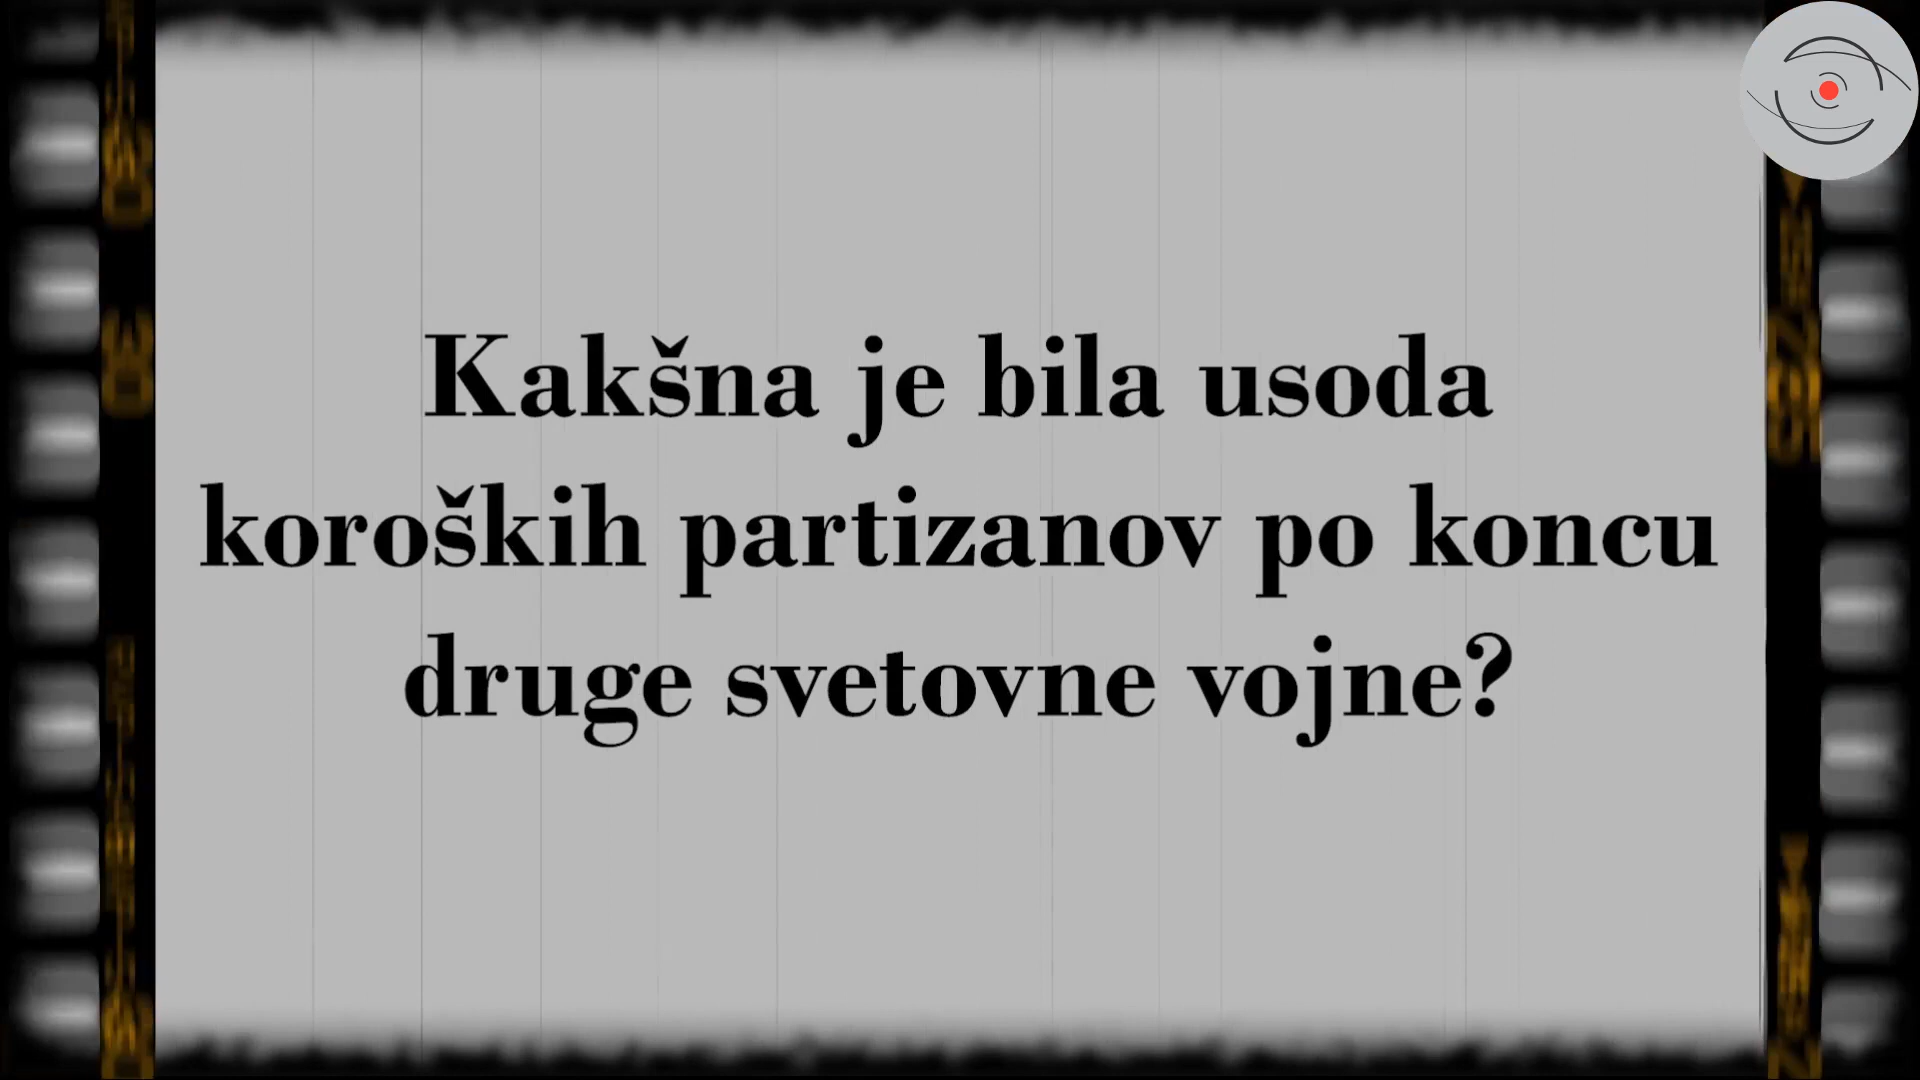 Kakšna je bila usoda
koroških partizanov po koncu
druge svetovne vojne?